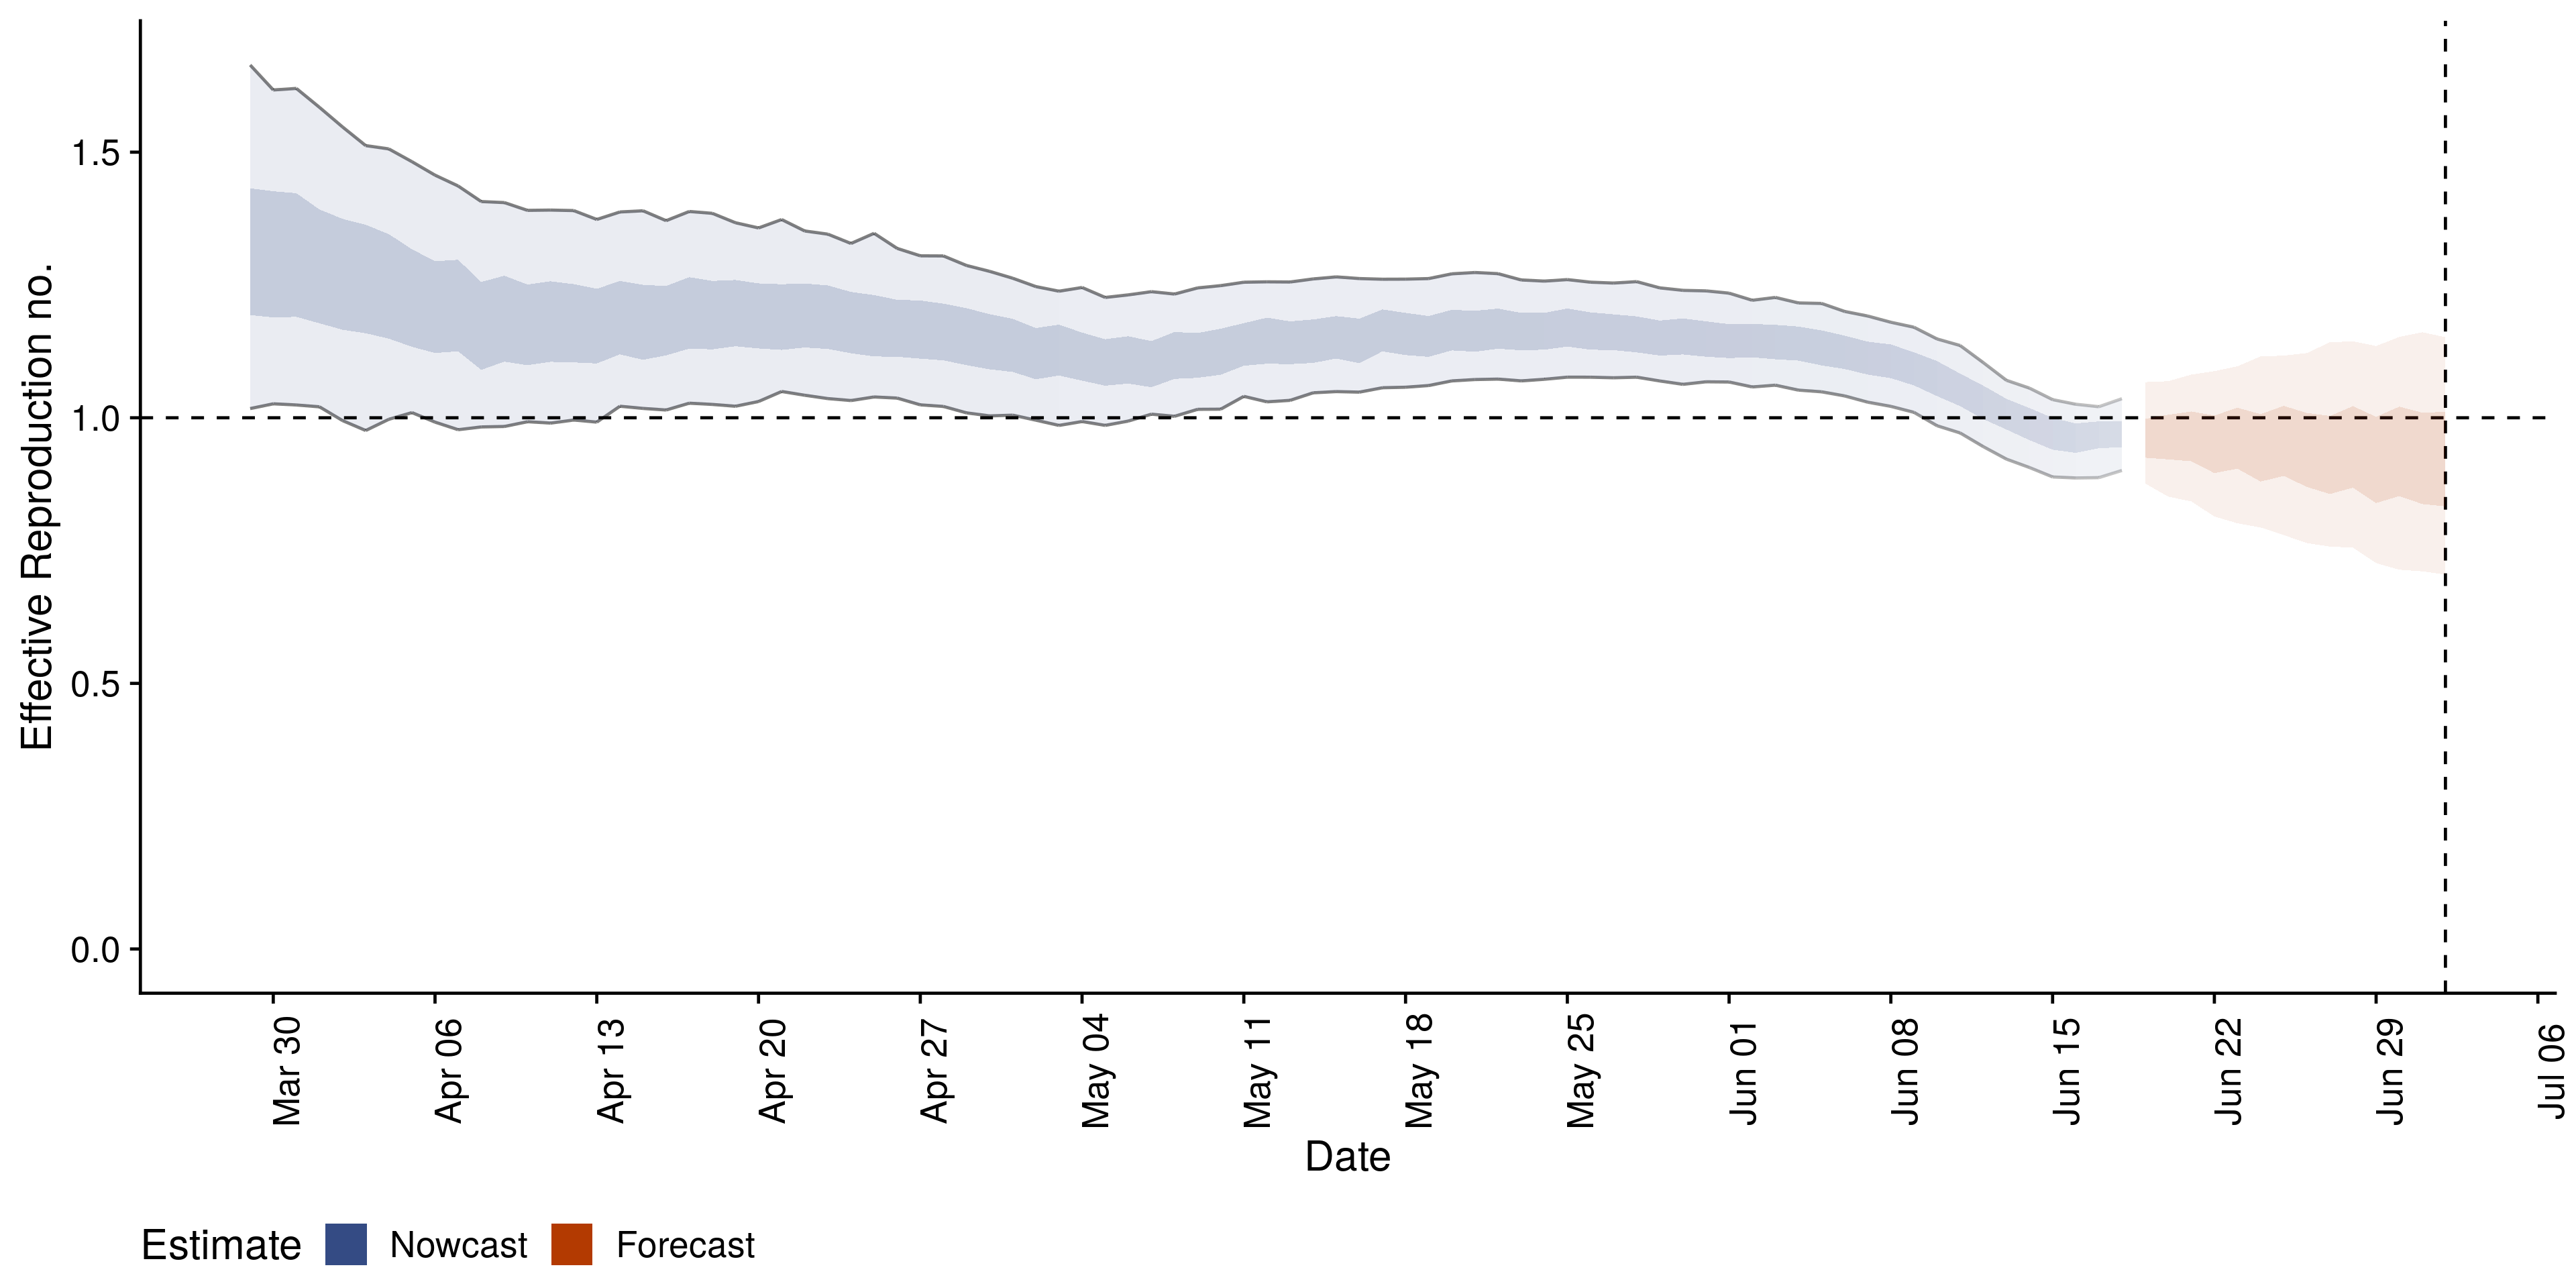 Effective Reproduction no.
1.5
1.0
0.5
0.0
Mar 30
Apr 06
Apr 13
Apr 20
Apr 27
May 04
May 11
May 18
May 25
Jun 01
Jun 08
Jun 15
Jun 22
Jun 29
Jul 06
Date
Estimate Nowcast Forecast